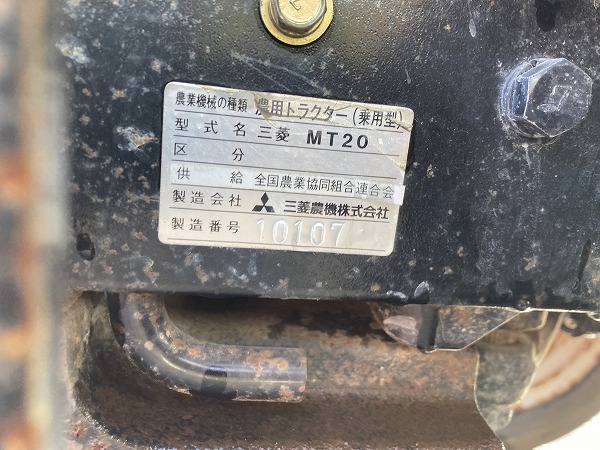 農業機械の種類 農用トラクター(乗用型)
型式名 三菱 MT20
区分
供給 全国農業協同組合連合会
製造会社 三菱農機株式会社
製造番号 10107